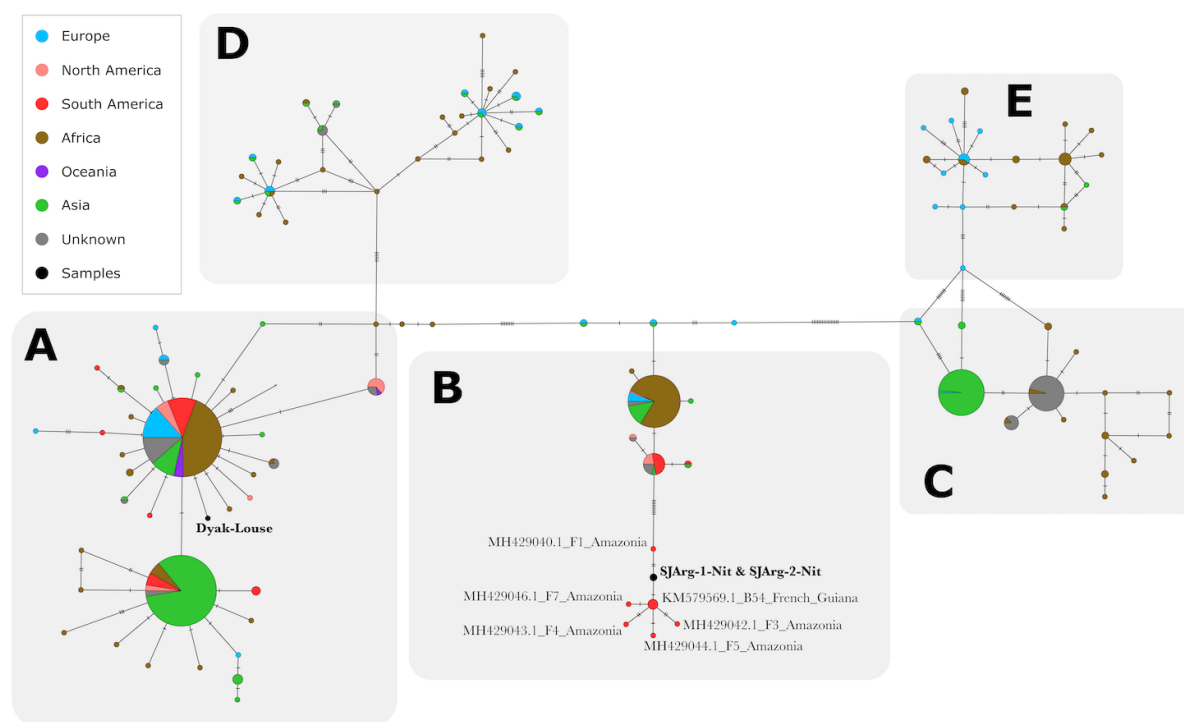 Europe
North America
South America
Africa
Oceania
Asia
Unknown
Samples
D
E
A
B
C
Dyak-Louse
MH429040.1_F1_Amazonia
SJArg-1-Nit & SJArg-2-Nit
MH429046.1_F7_Amazonia
KM579569.1_B54_French_Guiana
MH429043.1_F4_Amazonia
MH429042.1_F3_Amazonia
MH429044.1_F5_Amazonia